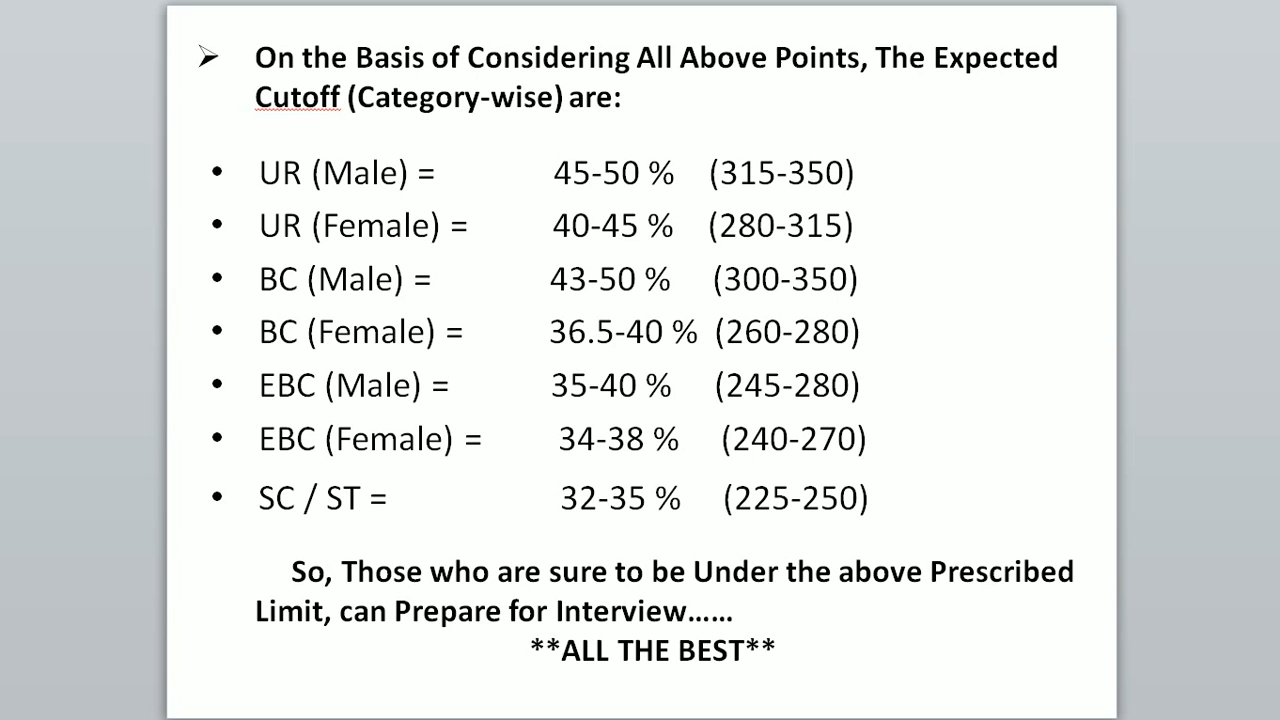 ➢ On the Basis of Considering All Above Points, The Expected
Cutoff (Category-wise) are:
• UR (Male) = 45-50 % (315-350)
• UR (Female) = 40-45 % (280-315)
• BC (Male) = 43-50 % (300-350)
• BC (Female) = 36.5-40 % (260-280)
• EBC (Male) = 35-40 % (245-280)
• EBC (Female) = 34-38 % (240-270)
• SC / ST = 32-35 % (225-250)
So, Those who are sure to be Under the above Prescribed
Limit, can Prepare for Interview……
**ALL THE BEST**